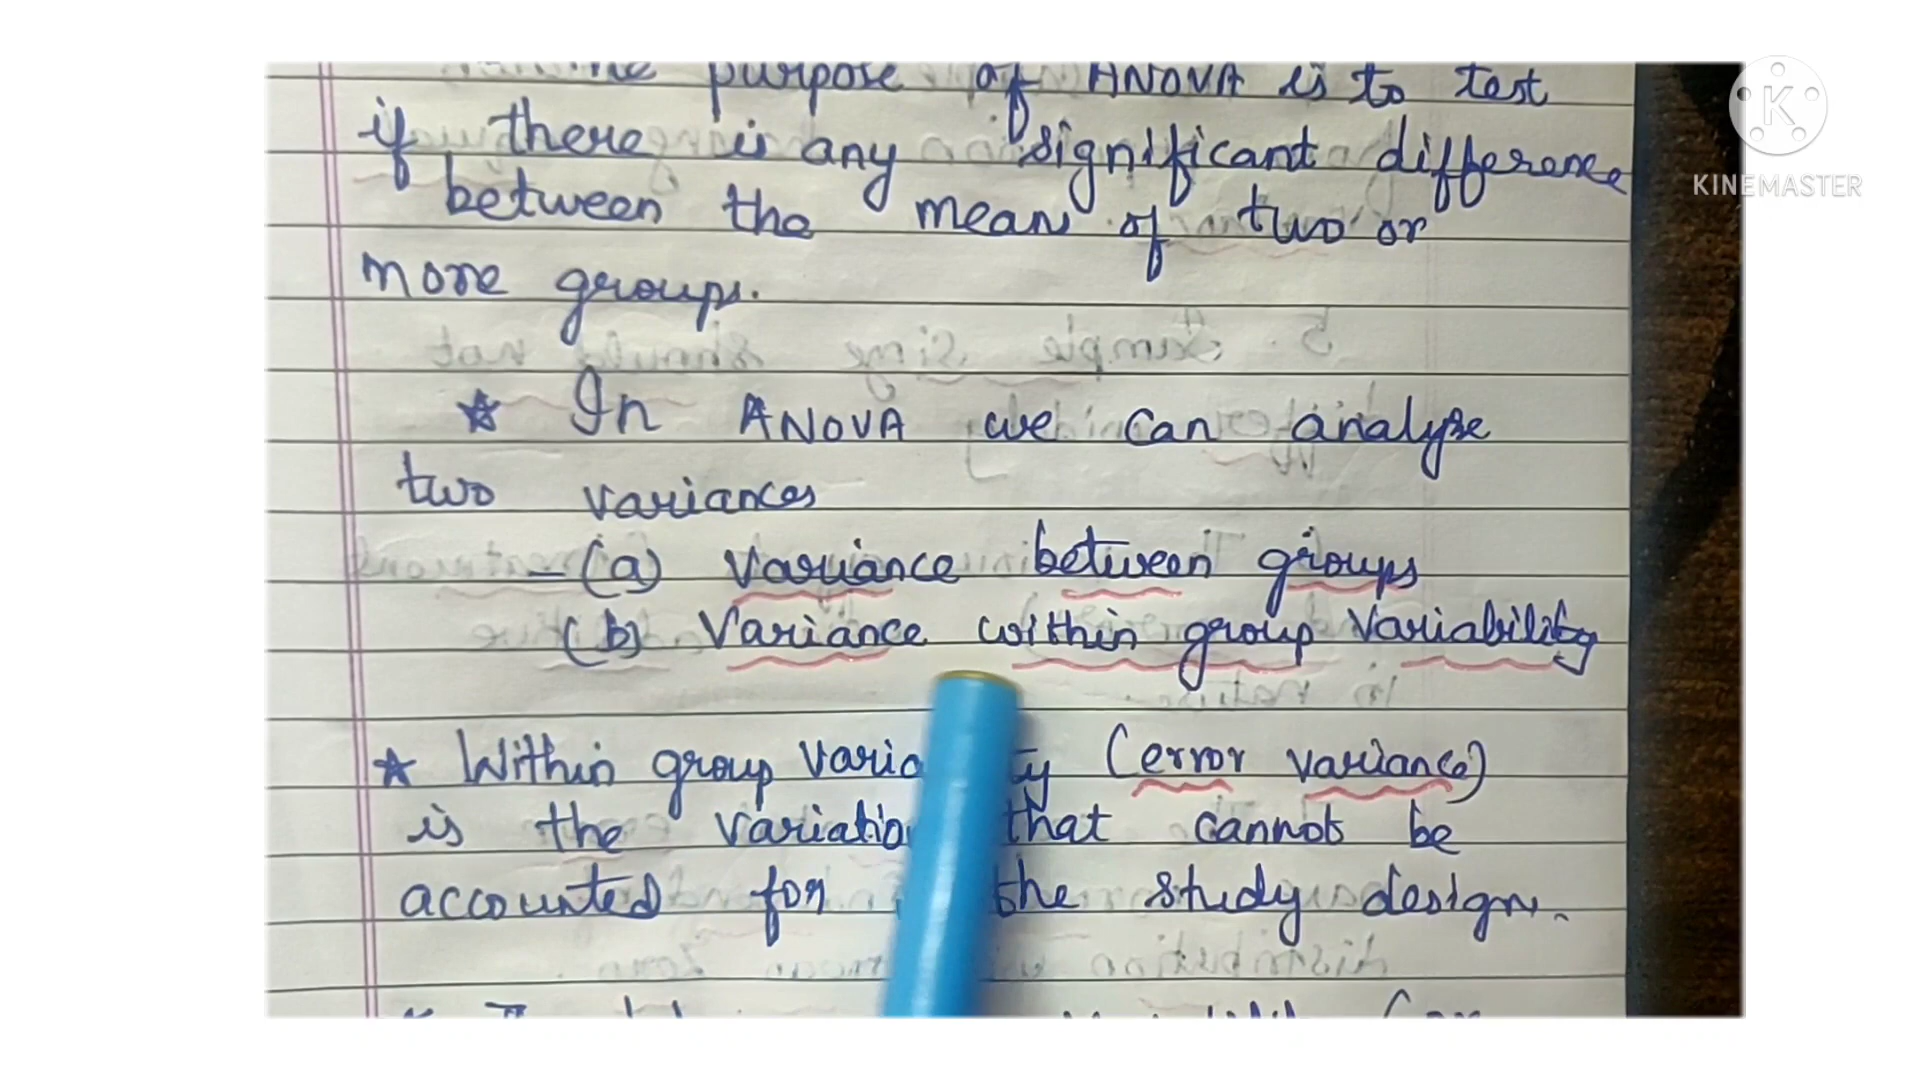 The purpose of ANOVA is to test
if there is any significant difference
between the mean of two or
more groups.
☆ In ANOVA we can analyse
two variances
- (a) Variance between groups
(b) Variance within group Variability
☆ Within group (error variance)
is the that cannot be
accounted for the study design.
K
KINEMASTER